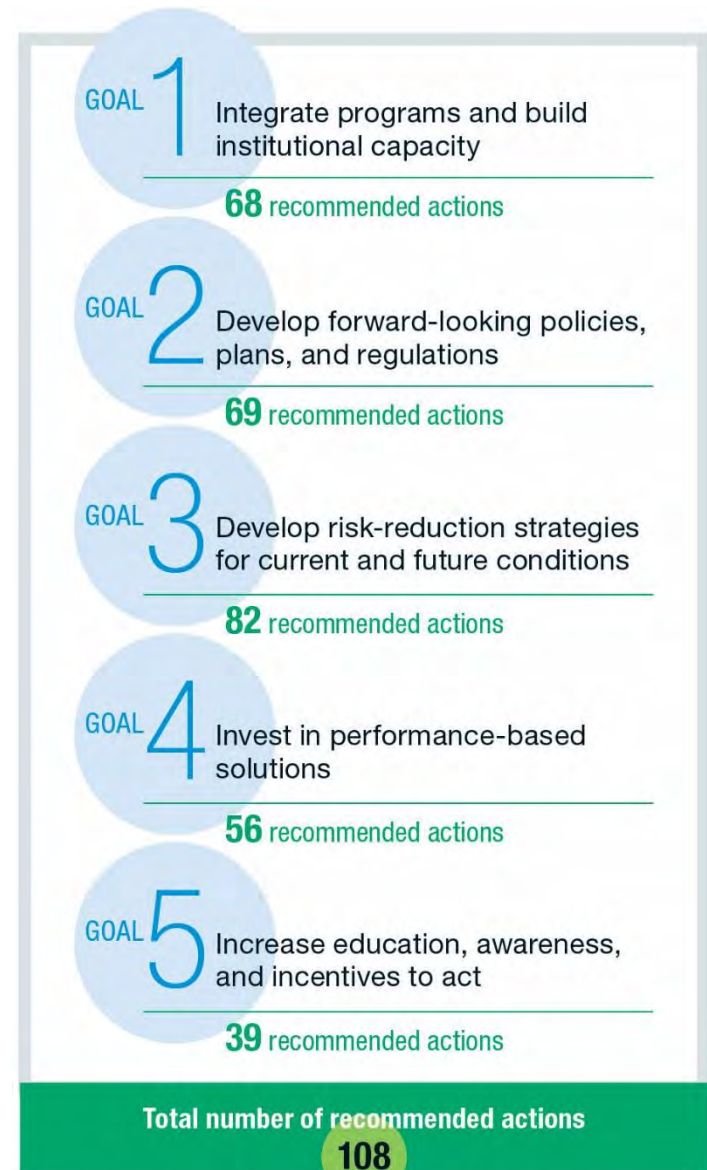 GOAL 1
Integrate programs and build
institutional capacity
68 recommended actions
GOAL 2
Develop forward-looking policies,
plans, and regulations
69 recommended actions
GOAL 3
Develop risk-reduction strategies
for current and future conditions
82 recommended actions
GOAL 4
Invest in performance-based
solutions
56 recommended actions
GOAL 5
Increase education, awareness,
and incentives to act
39 recommended actions
Total number of recommended actions
108